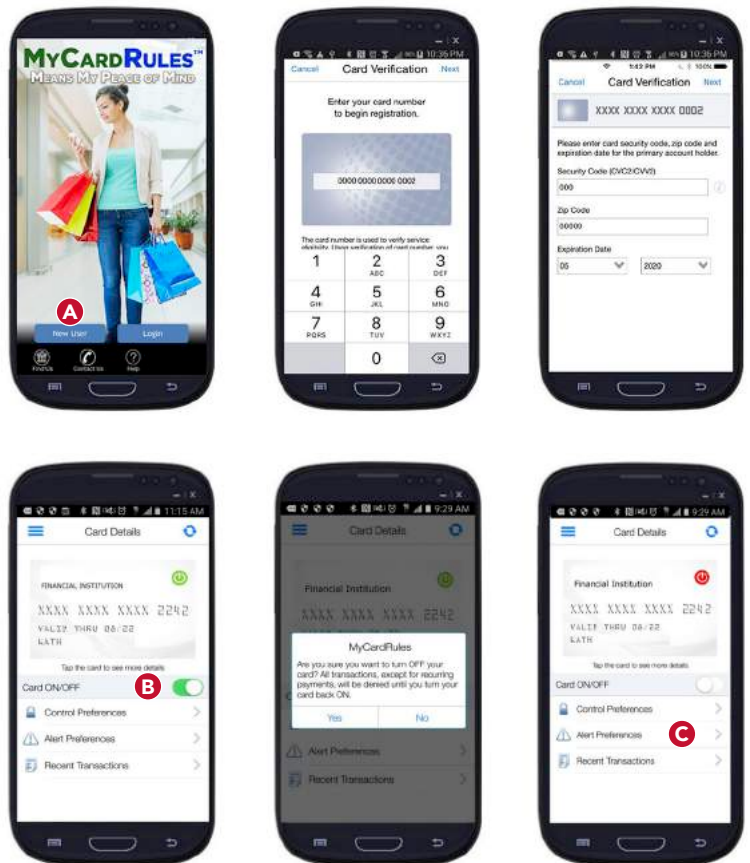 MYCARDRULES™
MEANS MY PEACE OF MIND
A
New User
Login
Find Us
Contact Us
Help
10:36 PM
Cancel
Card Verification
Next
Enter your card number
to begin registration.
0000 0000 0000 0002
The card number is used to verify service
eligibility. Upon verification of card number, you
1
2
ABC
3
DEF
4
GHI
5
JKL
6
MNO
7
PQRS
8
TUV
9
WXYZ
0
10:36 PM
1:42 PM
100%
Cancel
Card Verification
Next
XXXX XXXX XXXX 0002
Please enter card security code, zip code and
expiration date for the primary account holder.
Security Code (CVC2/CVV2)
000
Zip Code
00000
Expiration Date
05
2020
11:15 AM
Card Details
FINANCIAL INSTITUTION
XXXX XXXX XXXX 2242
VALID THRU 08/22
KATH
Tap the card to see more details
Card ON/OFF
B
Control Preferences
Alert Preferences
Recent Transactions
9:29 AM
Card Details
Financial Institution
XXXX XXXX XXXX 2242
MyCardRules
Are you sure you want to turn OFF your
card? All transactions, except for recurring
payments, will be denied until you turn your
card back ON.
Yes
No
Alert Preferences
Recent Transactions
9:29 AM
Card Details
Financial Institution
XXXX XXXX XXXX 2242
VALID THRU 08/22
KATH
Tap the card to see more details
Card ON/OFF
Control Preferences
Alert Preferences
C
Recent Transactions